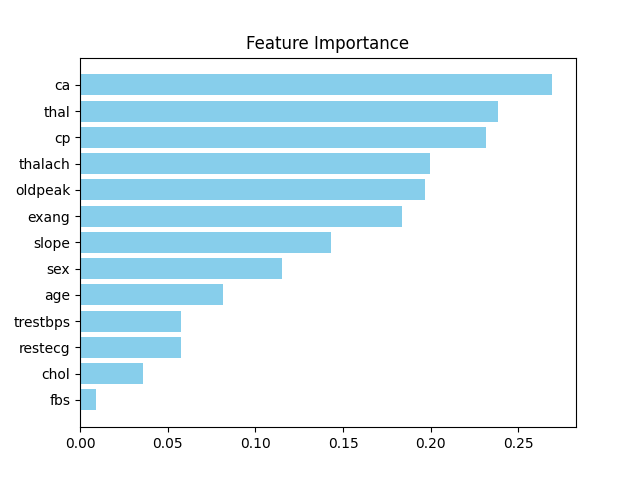 Feature Importance
ca
thal
cp
thalach
oldpeak
exang
slope
sex
age
trestbps
restecg
chol
fbs
0.00 0.05 0.10 0.15 0.20 0.25